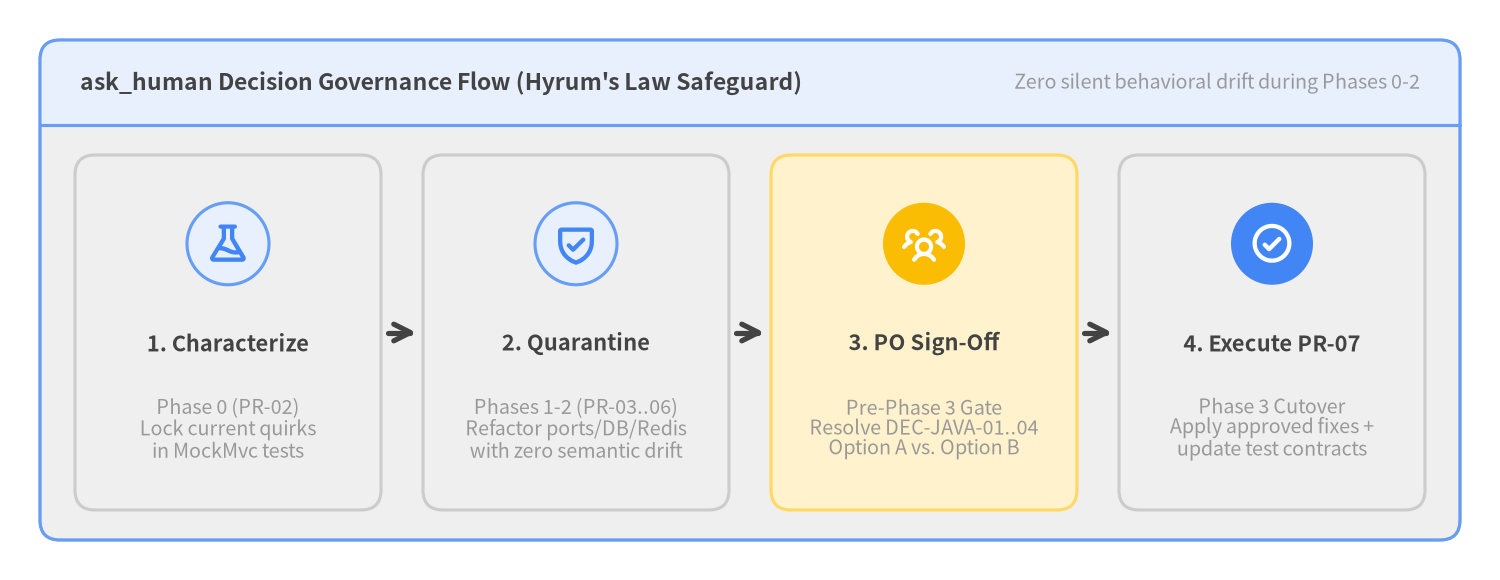 ask_human Decision Governance Flow (Hyrum's Law Safeguard)
Zero silent behavioral drift during Phases 0-2
1. Characterize
Phase 0 (PR-02)
Lock current quirks
in MockMvc tests
2. Quarantine
Phases 1-2 (PR-03..06)
Refactor ports/DB/Redis
with zero semantic drift
3. PO Sign-Off
Pre-Phase 3 Gate
Resolve DEC-JAVA-01..04
Option A vs. Option B
4. Execute PR-07
Phase 3 Cutover
Apply approved fixes +
update test contracts